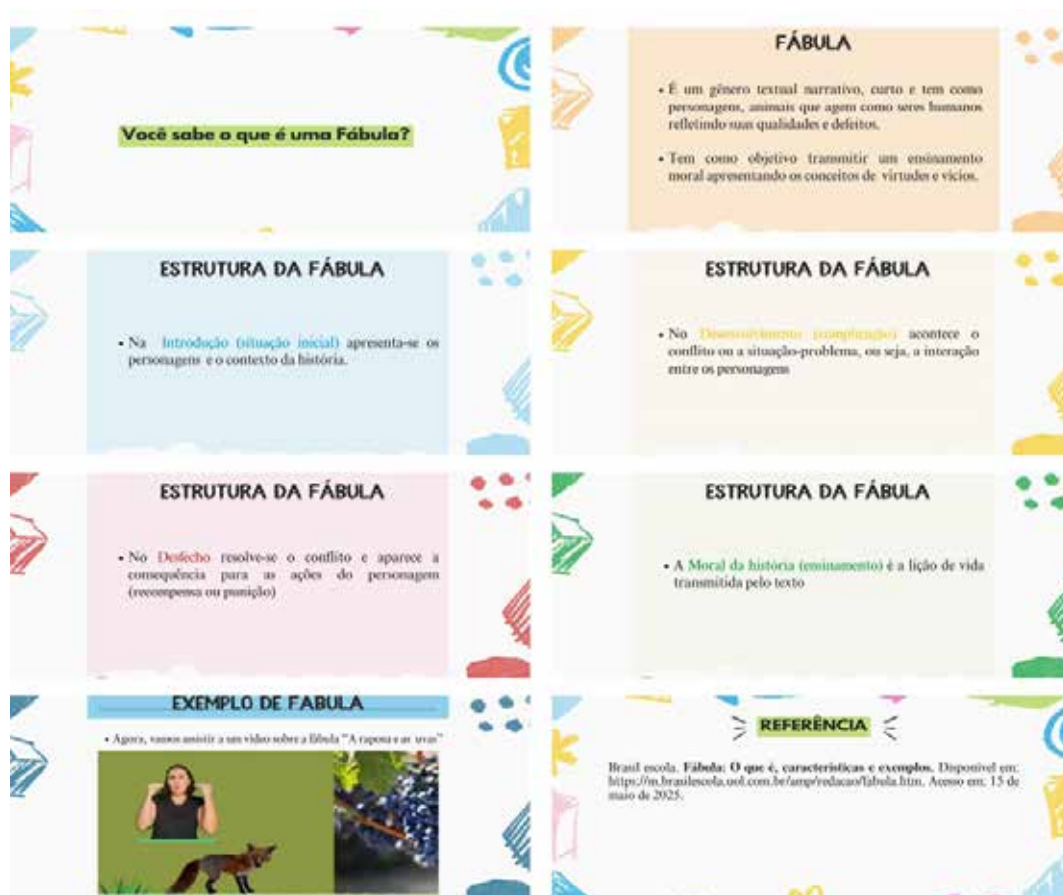 Você sabe o que é uma Fábula?
FÁBULA
• É um gênero textual narrativo, curto e tem como
personagens, animais que agem como seres humanos
refletindo suas qualidades e defeitos.
• Tem como objetivo transmitir um ensinamento
moral apresentando os conceitos de virtudes e vícios.
ESTRUTURA DA FÁBULA
• Na Introdução (situação inicial) apresenta-se os
personagens e o contexto da história.
ESTRUTURA DA FÁBULA
• No Desenvolvimento (complicação) acontece o
conflito ou a situação-problema, ou seja, a interação
entre os personagens
ESTRUTURA DA FÁBULA
• No Desfecho resolve-se o conflito e aparece a
consequência para as ações do personagem
(recompensa ou punição)
ESTRUTURA DA FÁBULA
• A Moral da história (ensinamento) é a lição de vida
transmitida pelo texto
EXEMPLO DE FÁBULA
• Agora, vamos assistir a um vídeo sobre a fábula "A raposa e as uvas"
REFERÊNCIA
Brasil escola. Fábula: O que é, características e exemplos. Disponível em:
https://m.brasilescola.uol.com.br/amp/redacao/fabula.htm. Acesso em: 15 de
maio de 2025.